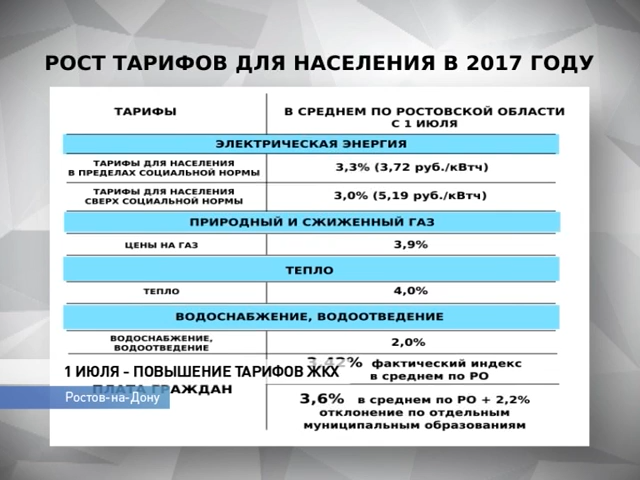 РОСТ ТАРИФОВ ДЛЯ НАСЕЛЕНИЯ В 2017 ГОДУ
ТАРИФЫ
В СРЕДНЕМ ПО РОСТОВСКОЙ ОБЛАСТИ
С 1 ИЮЛЯ
ЭЛЕКТРИЧЕСКАЯ ЭНЕРГИЯ
ТАРИФЫ ДЛЯ НАСЕЛЕНИЯ
В ПРЕДЕЛАХ СОЦИАЛЬНОЙ НОРМЫ
3,3% (3,72 руб./кВтч)
ТАРИФЫ ДЛЯ НАСЕЛЕНИЯ
СВЕРХ СОЦИАЛЬНОЙ НОРМЫ
3,0% (5,19 руб./кВтч)
ПРИРОДНЫЙ И СЖИЖЕННЫЙ ГАЗ
ЦЕНЫ НА ГАЗ
3,9%
ТЕПЛО
ТЕПЛО
4,0%
ВОДОСНАБЖЕНИЕ, ВОДООТВЕДЕНИЕ
ВОДОСНАБЖЕНИЕ,
ВОДООТВЕДЕНИЕ
2,0%
3,42% фактический индекс
в среднем по РО
1 ИЮЛЯ – ПОВЫШЕНИЕ ТАРИФОВ ЖКХ
ПЛАТА ГРАЖДАН
Ростов-на-Дону
3,6% в среднем по РО + 2,2%
отклонение по отдельным
муниципальным образованиям